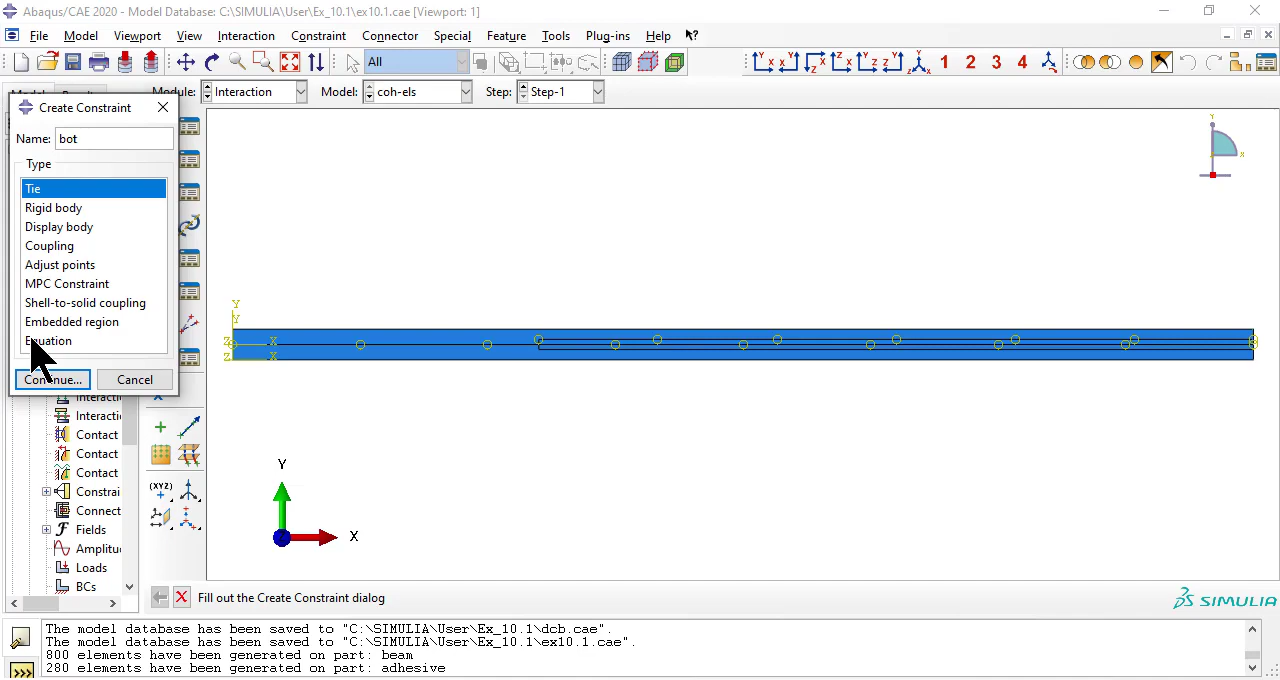 Abaqus/CAE 2020 - Model Database: C:\SIMULIA\User\Ex_10.1\ex10.1.cae [Viewport: 1]
File Model Viewport View Interaction Constraint Connector Special Feature Tools Plug-ins Help
All
1 2 3 4
Module: Interaction Model: coh-els Step: Step-1
Create Constraint
Name: bot
Type
Tie
Rigid body
Display body
Coupling
Adjust points
MPC Constraint
Shell-to-solid coupling
Embedded region
Equation
Cancel
Interacti
Contact
Contact
Contact
Constrai
Connect
Fields
Amplitu
Loads
BCs
(XYZ)
Y
X
Y
Y
Z X
Z X
Y
Z X
Fill out the Create Constraint dialog
SIMULIA
The model database has been saved to "C:\SIMULIA\User\Ex_10.1\dcb.cae".
The model database has been saved to "C:\SIMULIA\User\Ex_10.1\ex10.1.cae".
800 elements have been generated on part: beam
280 elements have been generated on part: adhesive
>>>